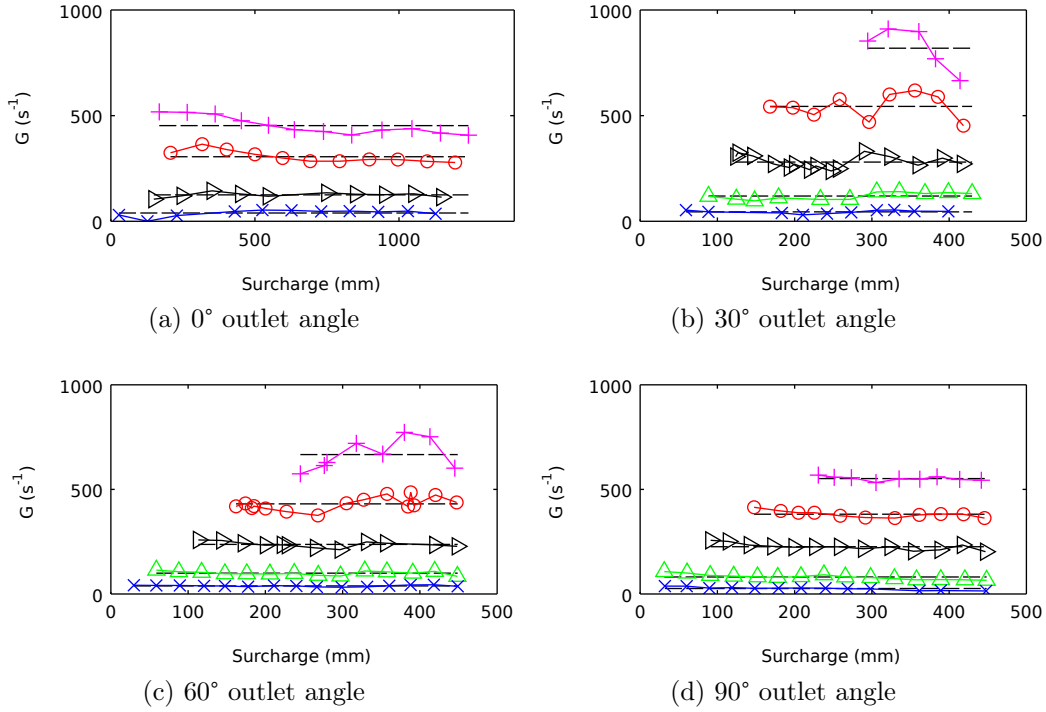 1000
500
0
G (s⁻¹)
0 500 1000
Surcharge (mm)
(a) 0° outlet angle
1000
500
0
G (s⁻¹)
0 100 200 300 400 500
Surcharge (mm)
(b) 30° outlet angle
1000
500
0
G (s⁻¹)
0 100 200 300 400 500
Surcharge (mm)
(c) 60° outlet angle
1000
500
0
G (s⁻¹)
0 100 200 300 400 500
Surcharge (mm)
(d) 90° outlet angle